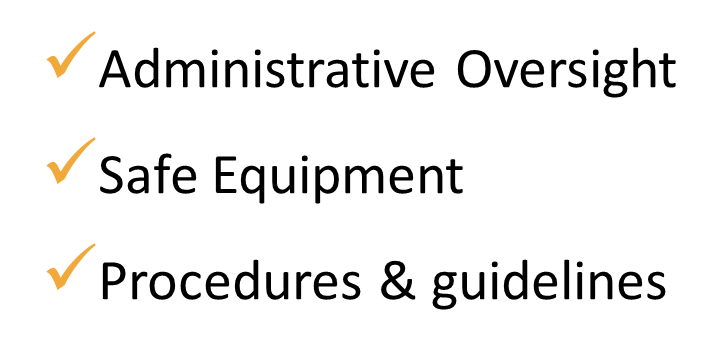 Administrative Oversight
Safe Equipment
Procedures & guidelines